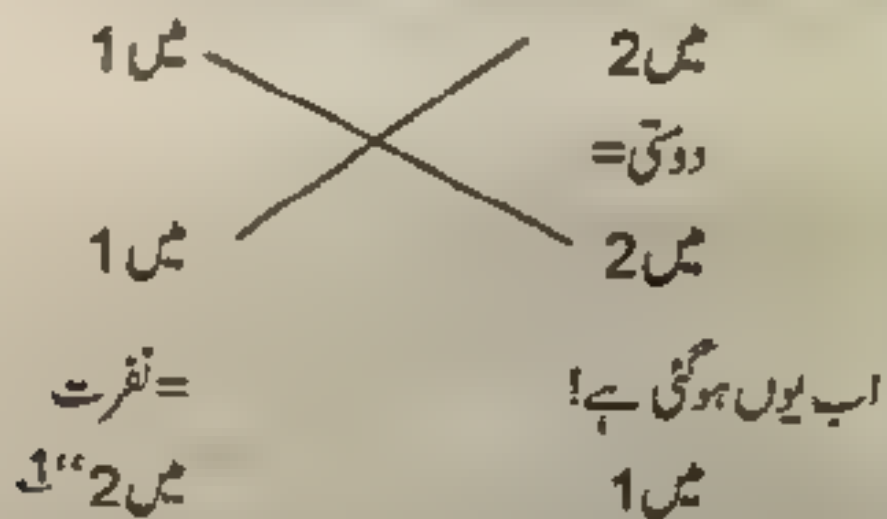 میں 2 میں 1
دوستی=
میں 2 میں 1
اب یوں ہوگئی ہے! =نفرت
میں 1 میں 2“